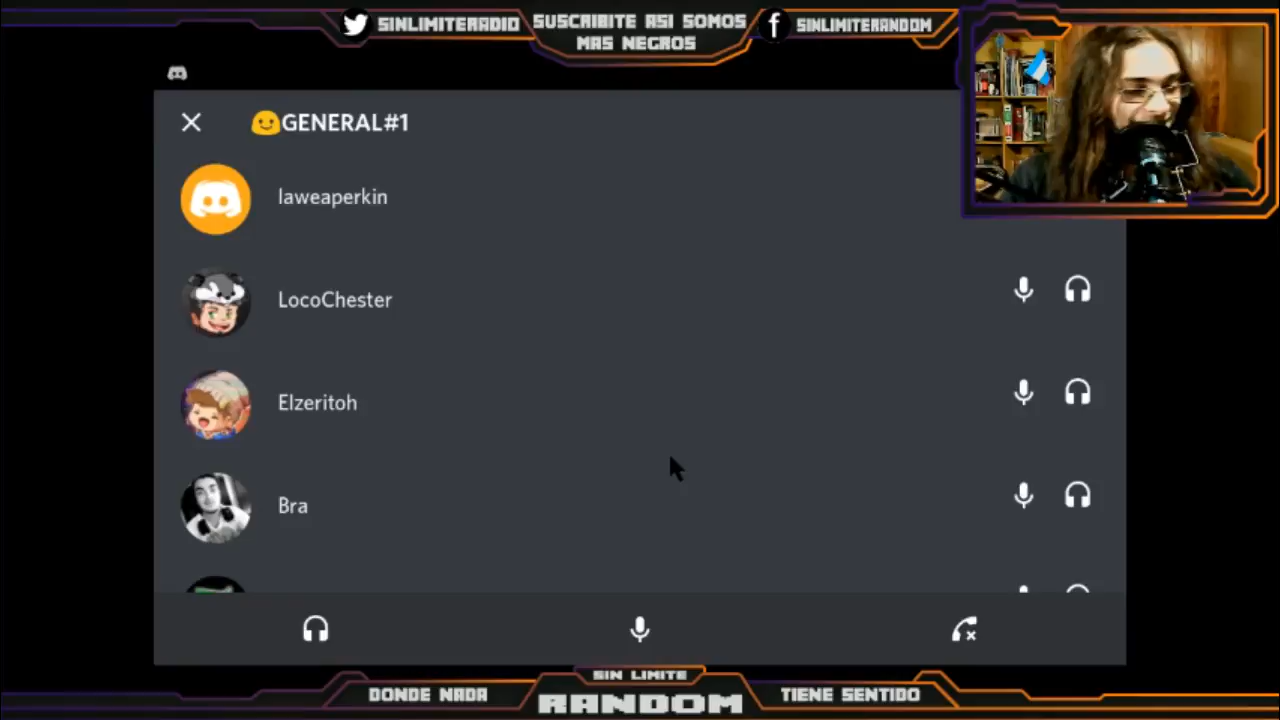 SINLIMITERADIO
SUSCRIBITE ASI SOMOS
MAS NEGROS
SINLIMITERANDOM
GENERAL#1
laweaperkin
LocoChester
Elzeritoh
Bra
SIN LIMITE
DONDE NADA
RANDOM
TIENE SENTIDO